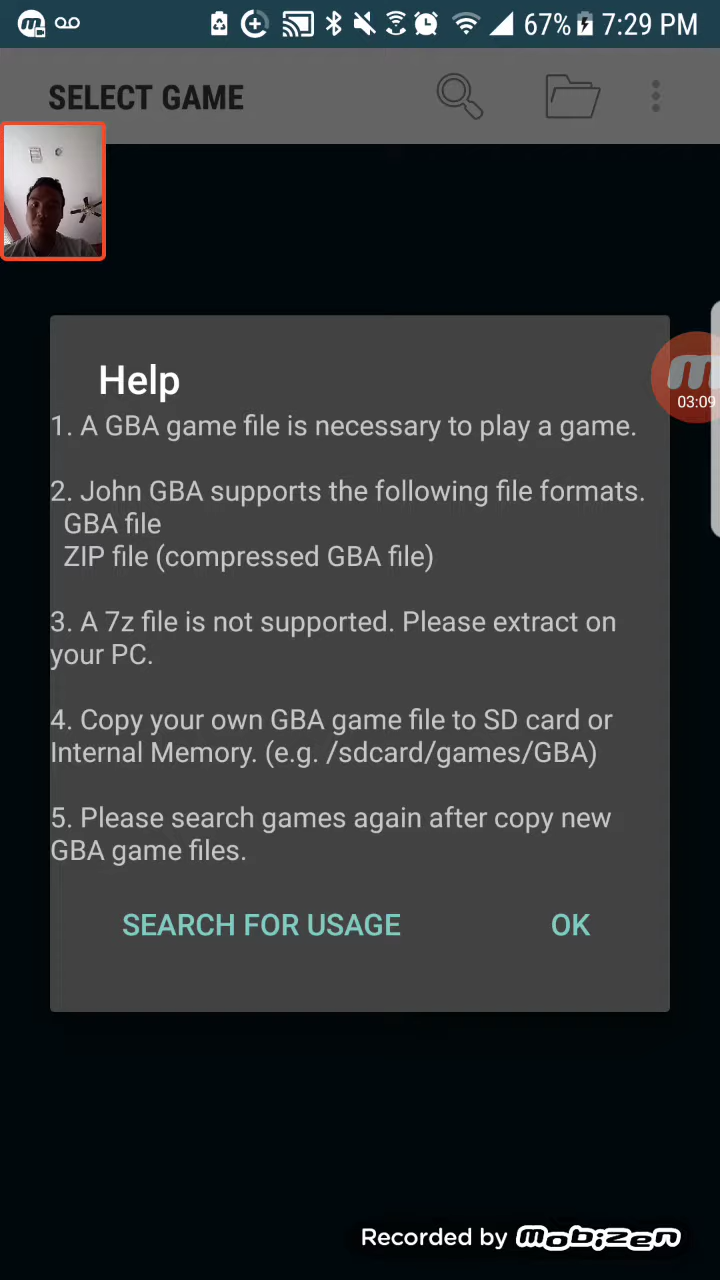 67% 7:29 PM
SELECT GAME
Help
1. A GBA game file is necessary to play a game.
03:09
2. John GBA supports the following file formats.
GBA file
ZIP file (compressed GBA file)
3. A 7z file is not supported. Please extract on
your PC.
4. Copy your own GBA game file to SD card or
Internal Memory. (e.g. /sdcard/games/GBA)
5. Please search games again after copy new
GBA game files.
SEARCH FOR USAGE OK
Recorded by mobizen